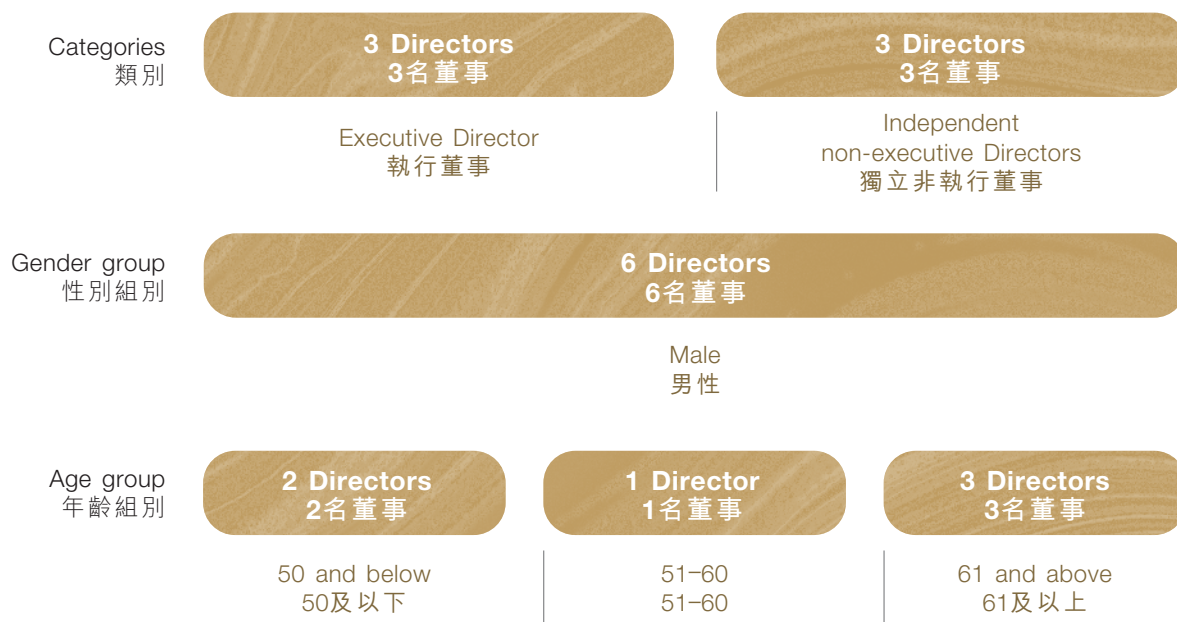 Categories
類別
3 Directors
3名董事
3 Directors
3名董事
Executive Director
執行董事
Independent
non-executive Directors
獨立非執行董事
Gender group
性別組別
6 Directors
6名董事
Male
男性
Age group
年齡組別
2 Directors
2名董事
1 Director
1名董事
3 Directors
3名董事
50 and below
50及以下
51–60
51–60
61 and above
61及以上